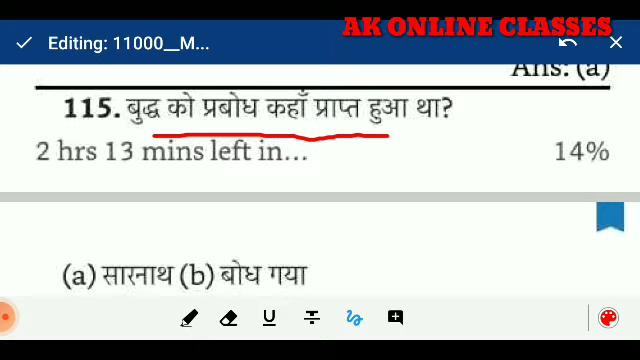 AK ONLINE CLASSES
Editing: 11000__M...
Ans: (a)
115. बुद्ध को प्रबोध कहाँ प्राप्त हुआ था?
2 hrs 13 mins left in... 14%
(a) सारनाथ (b) बोध गया